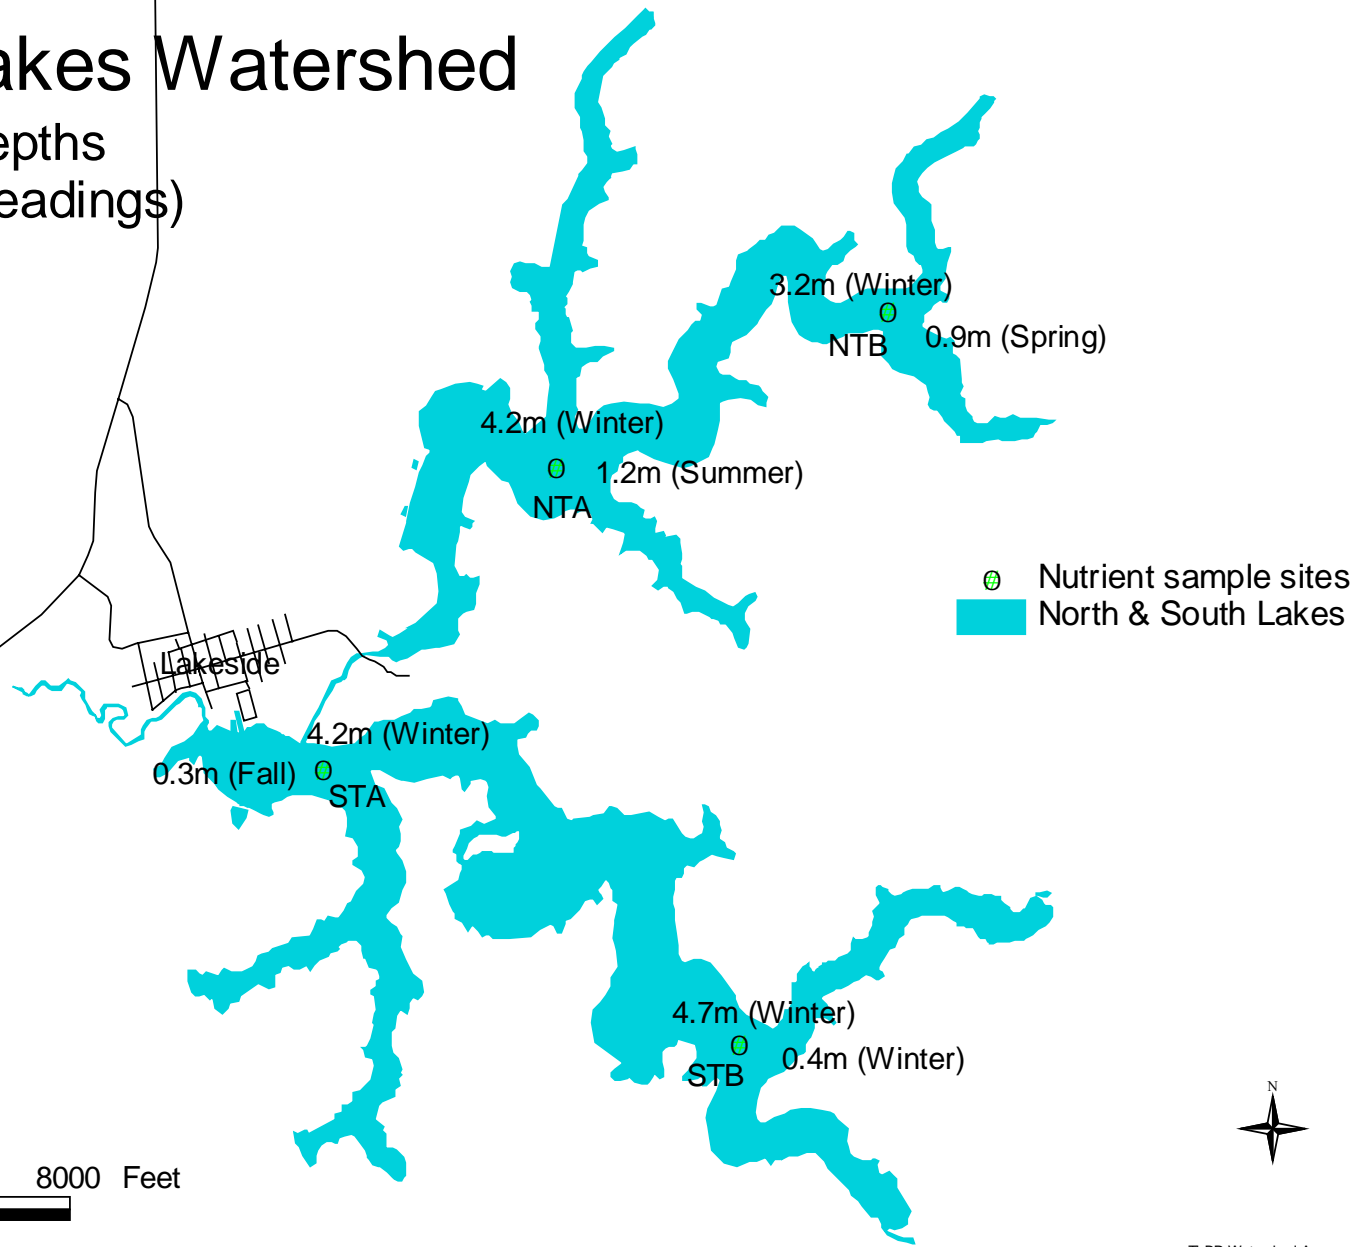 akes Watershed
epths
eadings)
3.2m (Winter)
0.9m (Spring)
NTB
4.2m (Winter)
1.2m (Summer)
NTA
Nutrient sample sites
North & South Lakes
Lakeside
4.2m (Winter)
0.3m (Fall)
STA
4.7m (Winter)
0.4m (Winter)
STB
N
8000 Feet